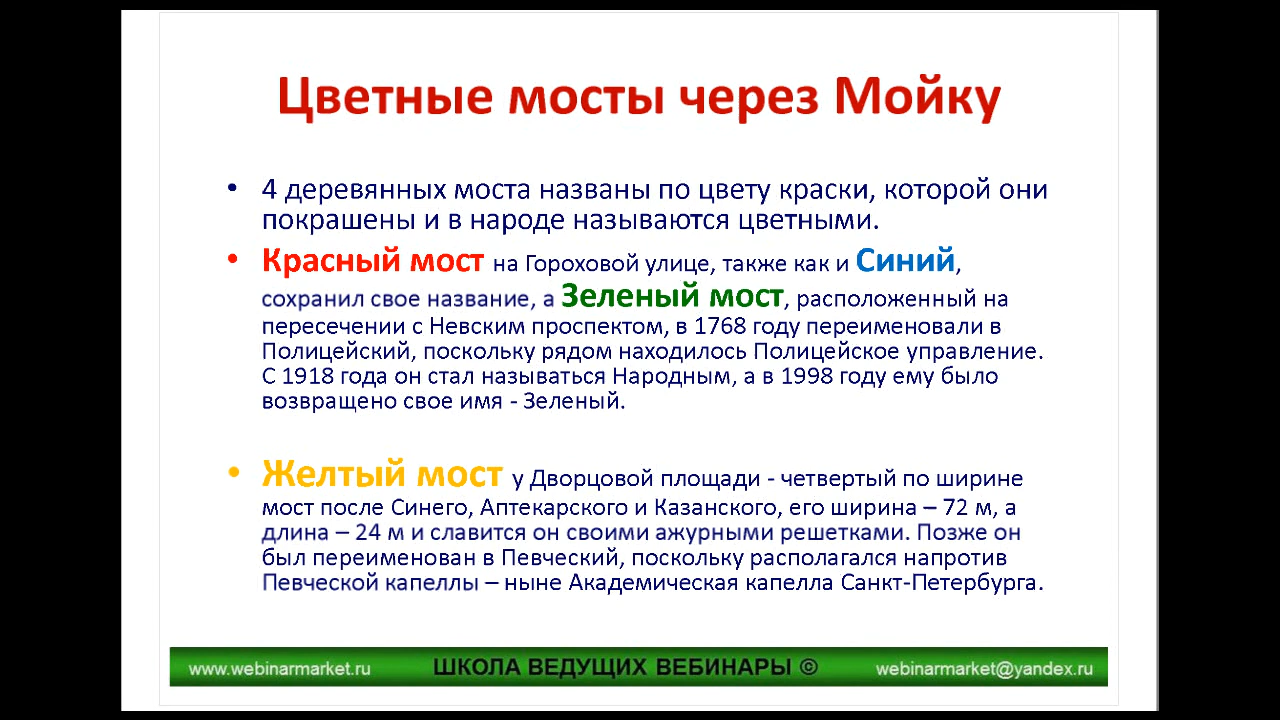 Цветные мосты через Мойку
• 4 деревянных моста названы по цвету краски, которой они
покрашены и в народе называются цветными.
• Красный мост на Гороховой улице, также как и Синий,
сохранил свое название, а Зеленый мост, расположенный на
пересечении с Невским проспектом, в 1768 году переименовали в
Полицейский, поскольку рядом находилось Полицейское управление.
С 1918 года он стал называться Народным, а в 1998 году ему было
возвращено свое имя - Зеленый.
• Желтый мост у Дворцовой площади - четвертый по ширине
мост после Синего, Аптекарского и Казанского, его ширина – 72 м, а
длина – 24 м и славится он своими ажурными решетками. Позже он
был переименован в Певческий, поскольку располагался напротив
Певческой капеллы – ныне Академическая капелла Санкт-Петербурга.
www.webinarmarket.ru ШКОЛА ВЕДУЩИХ ВЕБИНАРЫ © webinarmarket@yandex.ru